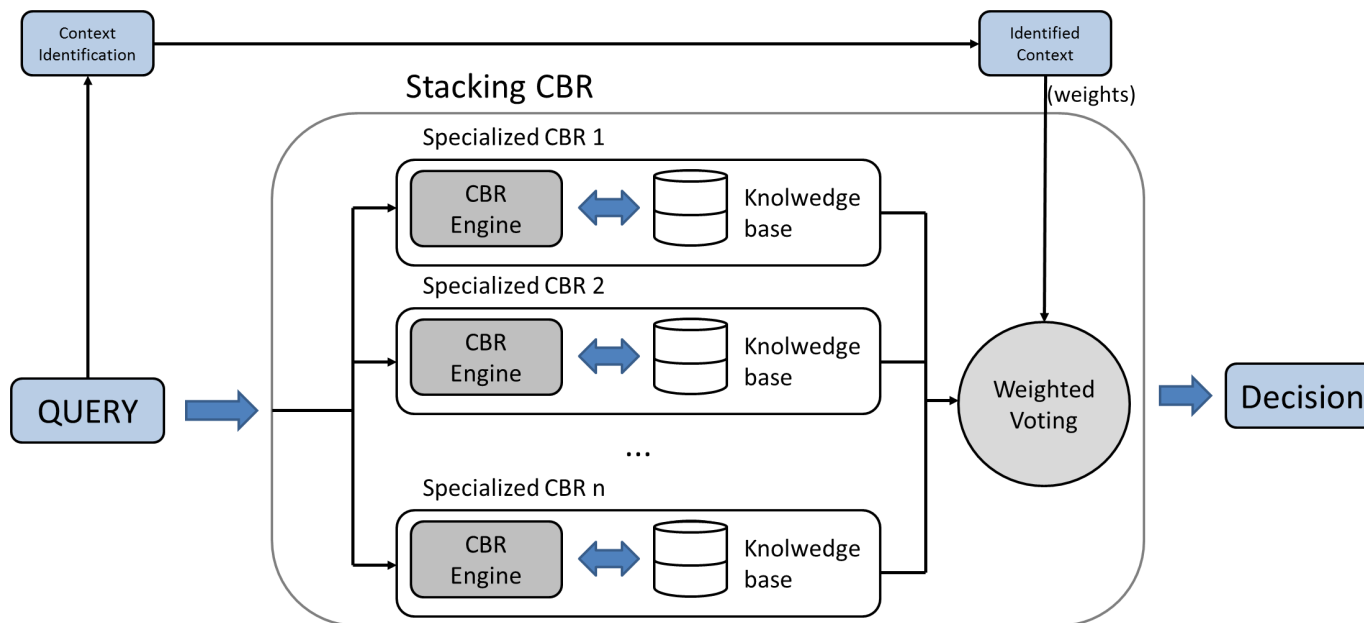 Context
Identification
Identified
Context
(weights)
Stacking CBR
Specialized CBR 1
CBR
Engine
Knolwedge
base
Specialized CBR 2
CBR
Engine
Knolwedge
base
QUERY
Weighted
Voting
Decision
...
Specialized CBR n
CBR
Engine
Knolwedge
base